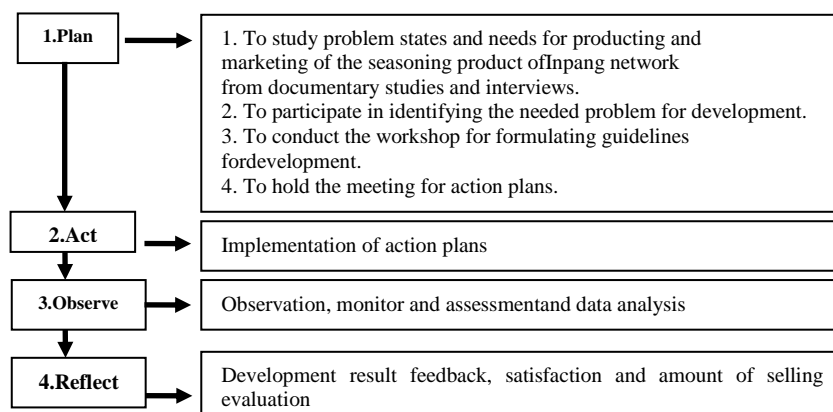 1.Plan
1. To study problem states and needs for producting and
marketing of the seasoning product ofInpang network
from documentary studies and interviews.
2. To participate in identifying the needed problem for development.
3. To conduct the workshop for formulating guidelines
fordevelopment.
4. To hold the meeting for action plans.
2.Act
Implementation of action plans
3.Observe
Observation, monitor and assessmentand data analysis
4.Reflect
Development result feedback, satisfaction and amount of selling
evaluation